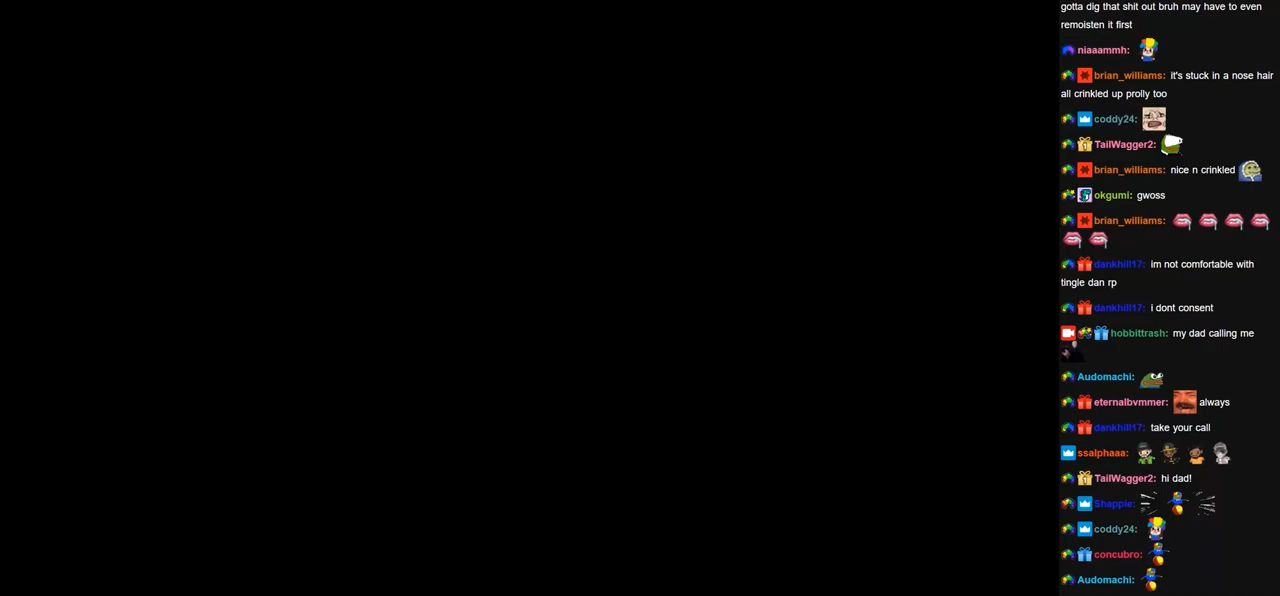 gotta dig that shit out bruh may have to even
remoisten it first
niaaammh:
brian_williams: it's stuck in a nose hair
all crinkled up prolly too
coddy24:
TailWagger2:
brian_williams: nice n crinkled
okgumi: gwoss
brian_williams:
dankhill17: im not comfortable with
tingle dan rp
dankhill17: i dont consent
hobbittrash: my dad calling me
Audomachi:
eternalbvmmer: always
dankhill17: take your call
ssalphaaa:
TailWagger2: hi dad!
Shappie:
coddy24:
concubro:
Audomachi: